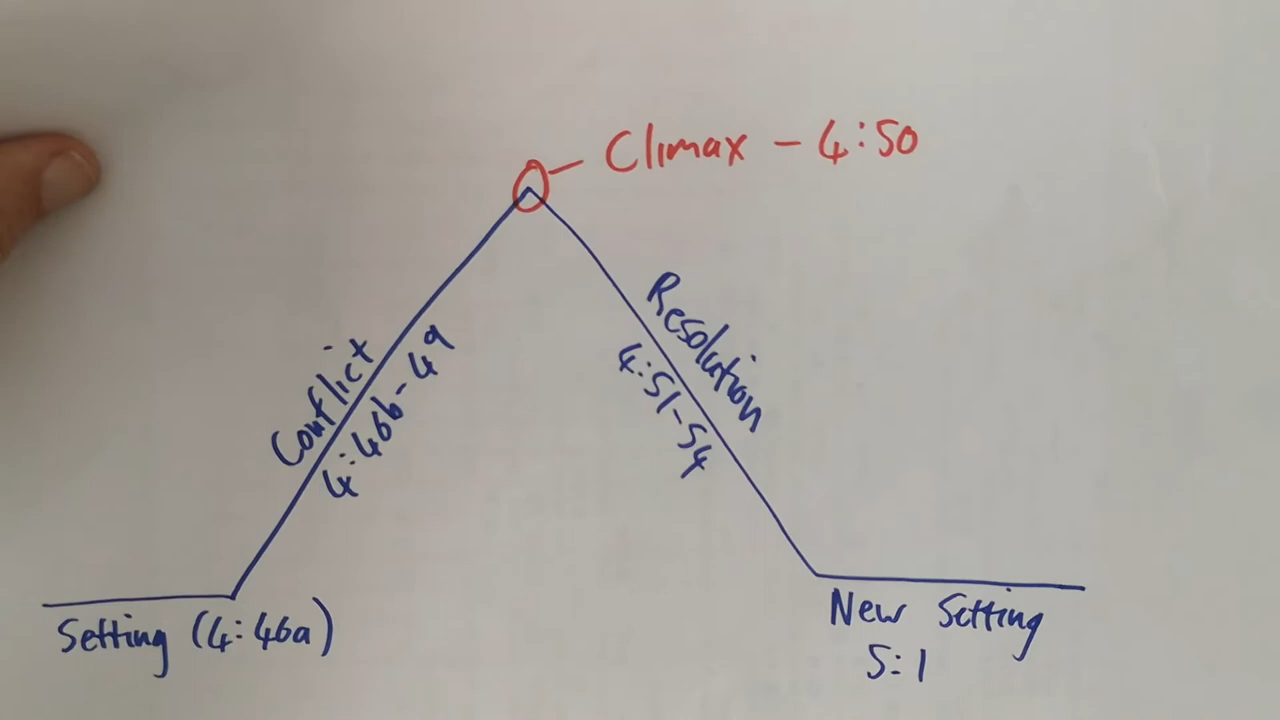 Climax - 4:50
Conflict
4:46b-49
Resolution
4:51-54
Setting (4:46a)
New Setting
5:1